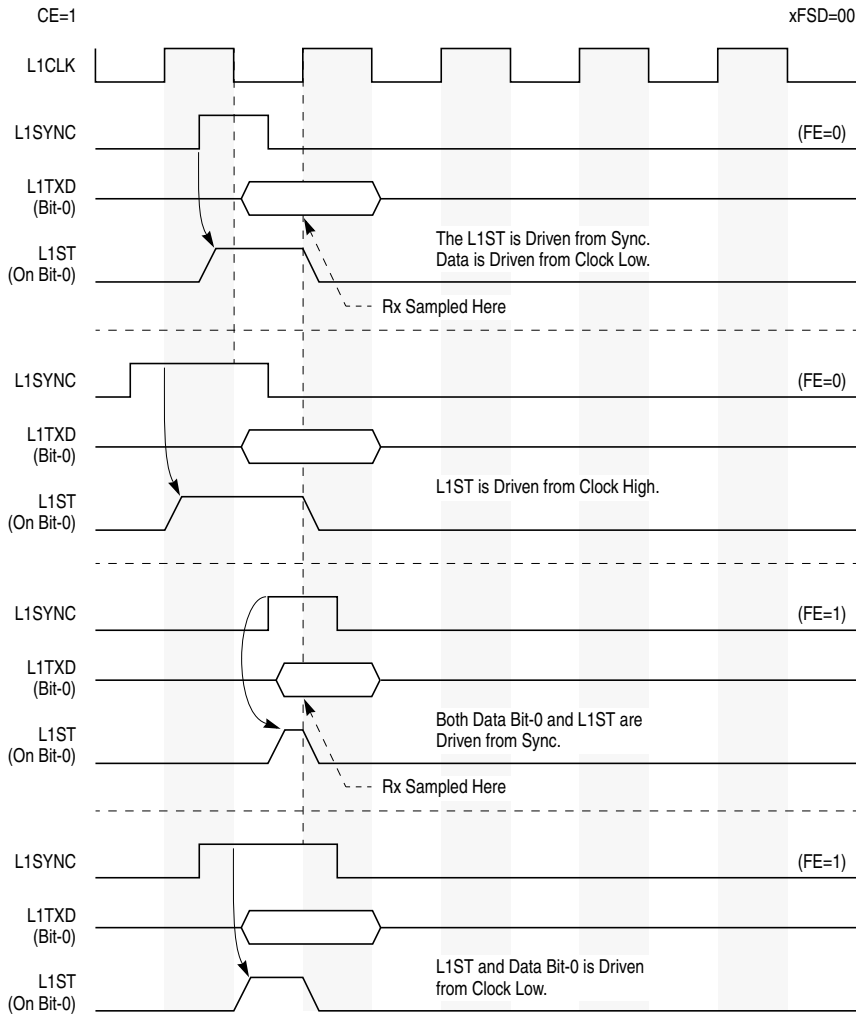 CE=1 xFSD=00
L1CLK
L1SYNC (FE=0)
L1TXD
(Bit-0)
The L1ST is Driven from Sync.
Data is Driven from Clock Low.
L1ST
(On Bit-0)
Rx Sampled Here
L1SYNC (FE=0)
L1TXD
(Bit-0)
L1ST is Driven from Clock High.
L1ST
(On Bit-0)
L1SYNC (FE=1)
L1TXD
(Bit-0)
Both Data Bit-0 and L1ST are
Driven from Sync.
L1ST
(On Bit-0)
Rx Sampled Here
L1SYNC (FE=1)
L1TXD
(Bit-0)
L1ST and Data Bit-0 is Driven
from Clock Low.
L1ST
(On Bit-0)